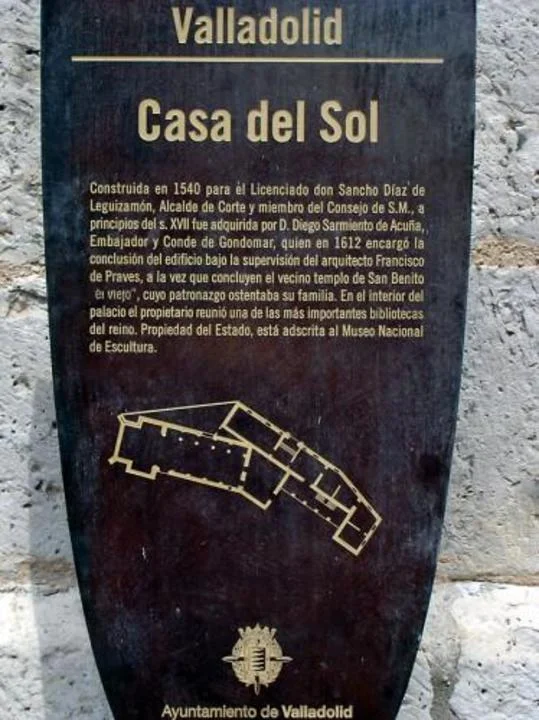 Valladolid
Casa del Sol
Construida en 1540 para él Licenciado don Sancho Díaz de
Leguizamón, Alcalde de Corte y miembro del Consejo de S.M., a
principios del s. XVII fue adquirida por D. Diego Sarmiento de Acuña,
Embajador y Conde de Gondomar, quien en 1612 encargó la
conclusión del edificio bajo la supervisión del arquitecto Francisco
de Praves, a la vez que concluyen el vecino templo de San Benito
el viejo", cuyo patronazgo ostentaba su familia. En el interior del
palacio el propietario reunió una de las más importantes bibliotecas
del reino. Propiedad del Estado, está adscrita al Museo Nacional
de Escultura.
Ayuntamiento de Valladolid